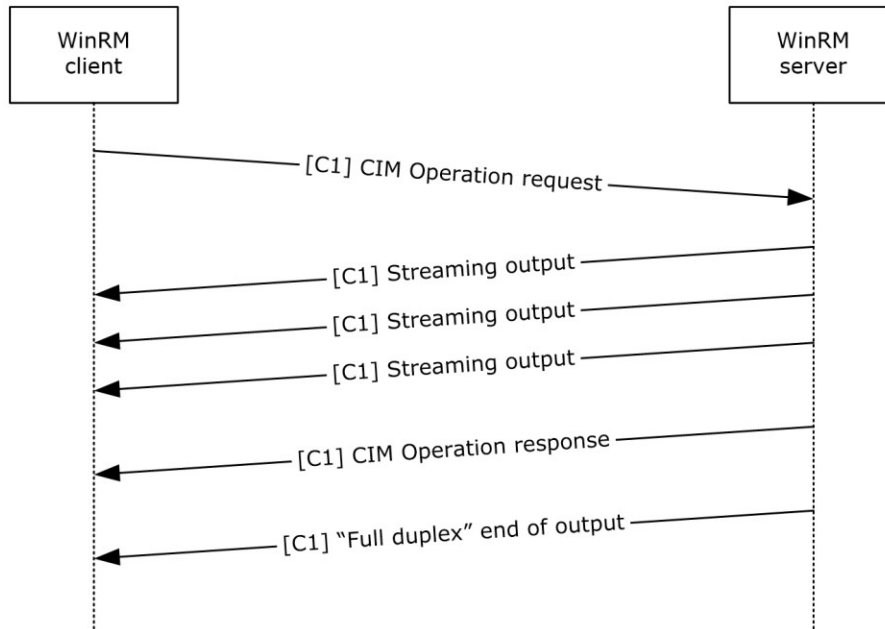 WinRM
client
WinRM
server
[C1] CIM Operation request
[C1] Streaming output
[C1] Streaming output
[C1] Streaming output
[C1] CIM Operation response
[C1] “Full duplex” end of output